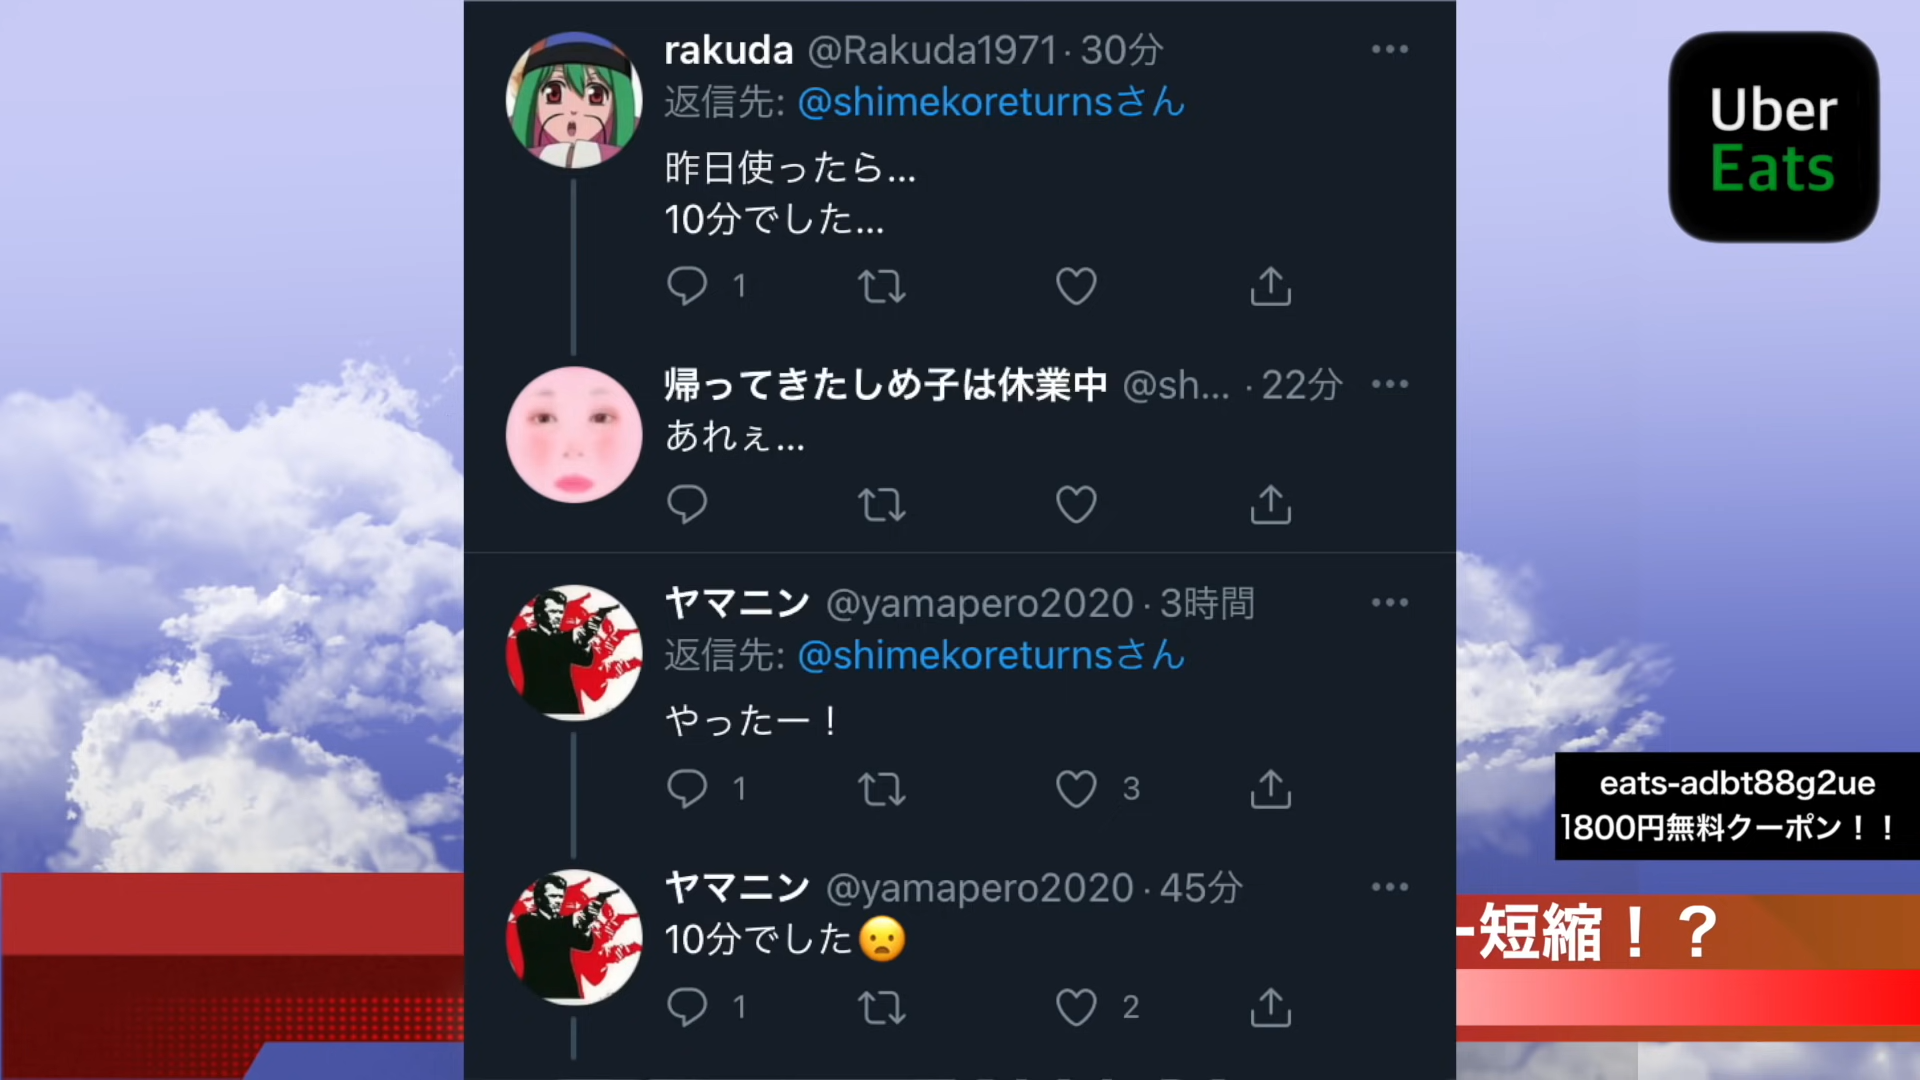 rakuda @Rakuda1971 · 30分
返信先: @shimekoreturnsさん
昨日使ったら...
10分でした...
1
帰ってきたしめ子は休業中 @sh... · 22分
あれぇ...
ヤマニン @yamapero2020 · 3時間
返信先: @shimekoreturnsさん
やったー！
1 3
ヤマニン @yamapero2020 · 45分
10分でした😦
1 2
Uber
Eats
eats-adbt88g2ue
1800円無料クーポン！！
ー短縮！？